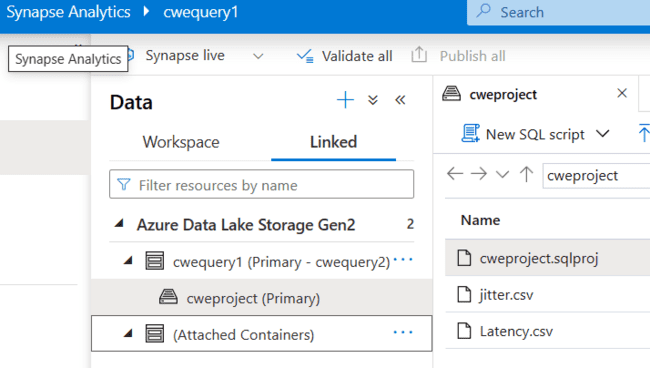 Synapse Analytics ▸ cwequery1
Search
Synapse Analytics
Synapse live
Validate all
Publish all
Data
Workspace
Linked
Filter resources by name
Azure Data Lake Storage Gen2 2
cwequery1 (Primary - cwequery2) ...
cweproject (Primary)
(Attached Containers) ...
cweproject
New SQL script
cweproject
Name
cweproject.sqlproj
jitter.csv
Latency.csv